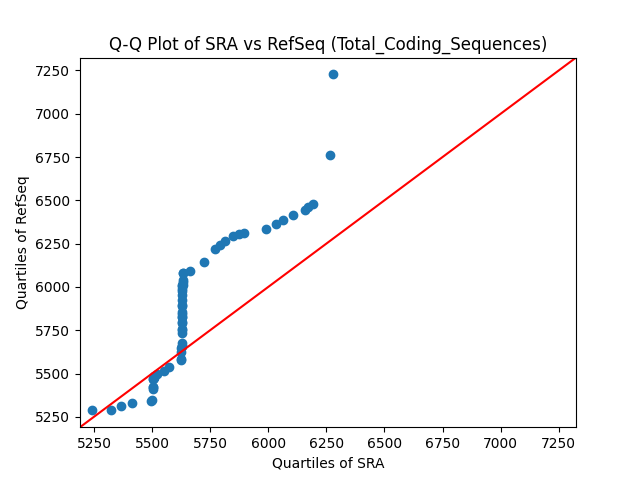 Q-Q Plot of SRA vs RefSeq (Total_Coding_Sequences)
7250
7000
6750
6500
6250
6000
5750
5500
5250
Quartiles of RefSeq
5250 5500 5750 6000 6250 6500 6750 7000 7250
Quartiles of SRA